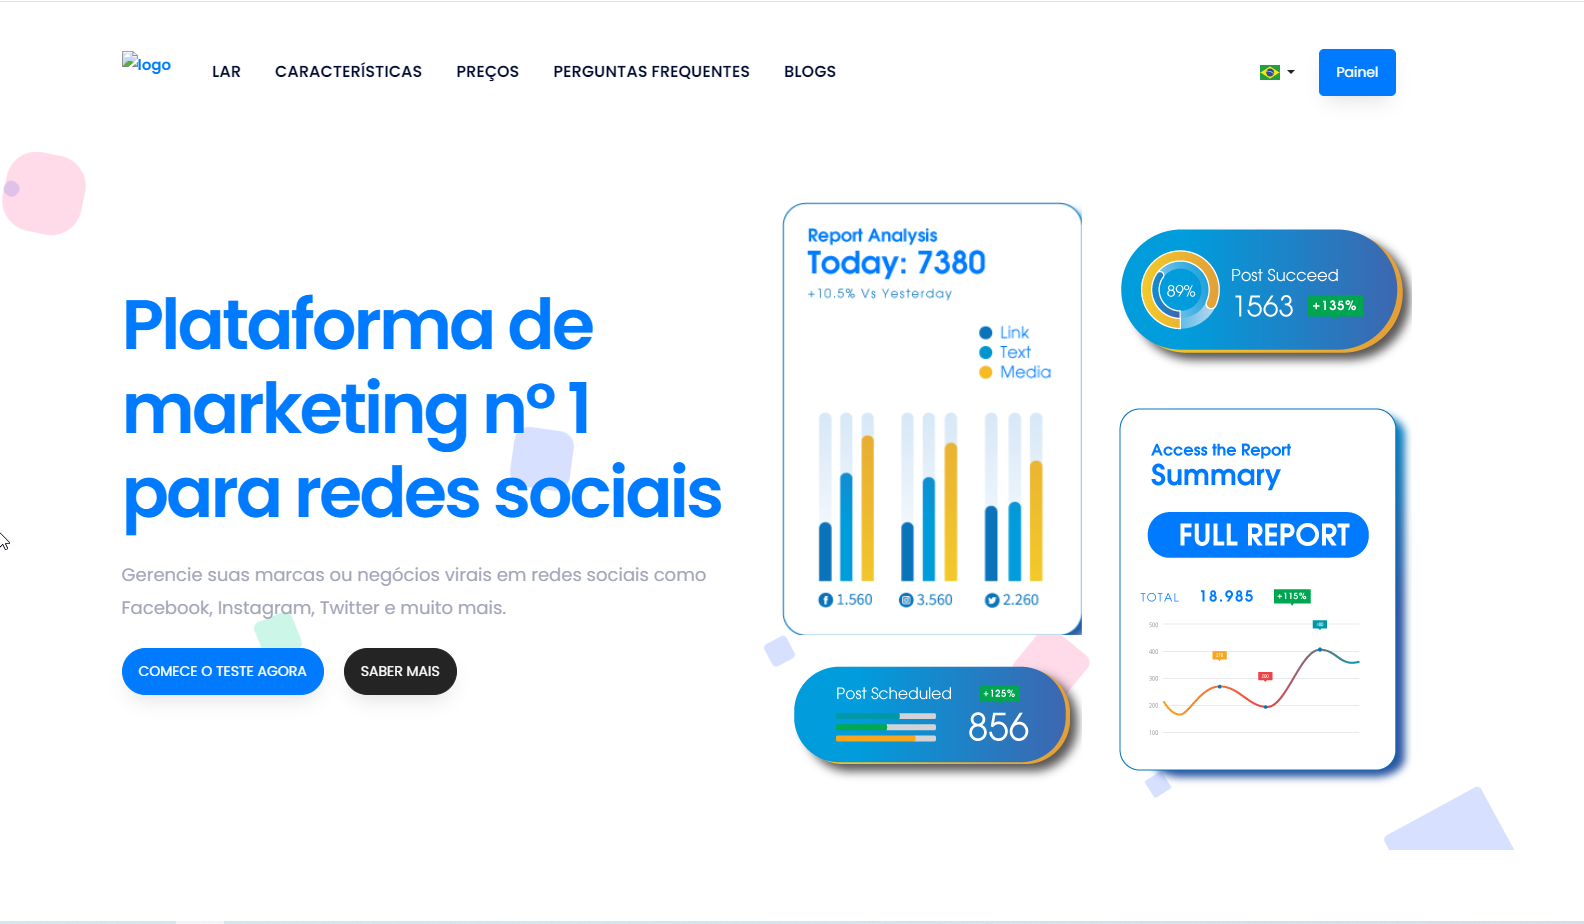 logo
LAR
CARACTERÍSTICAS
PREÇOS
PERGUNTAS FREQUENTES
BLOGS
Painel
Plataforma de
marketing nº 1
para redes sociais
Gerencie suas marcas ou negócios virais em redes sociais como
Facebook, Instagram, Twitter e muito mais.
COMECE O TESTE AGORA
SABER MAIS
Report Analysis
Today: 7380
+10.5% Vs Yesterday
Link
Text
Media
1.560
3.560
2.260
Post Scheduled
+125%
856
89%
Post Succeed
1563
+135%
Access the Report
Summary
FULL REPORT
TOTAL
18.985
+115%
500
400
300
200
100